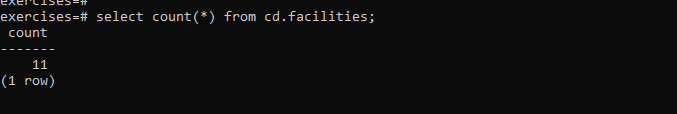 exercises=#
exercises=# select count(*) from cd.facilities;
count
-------
11
(1 row)